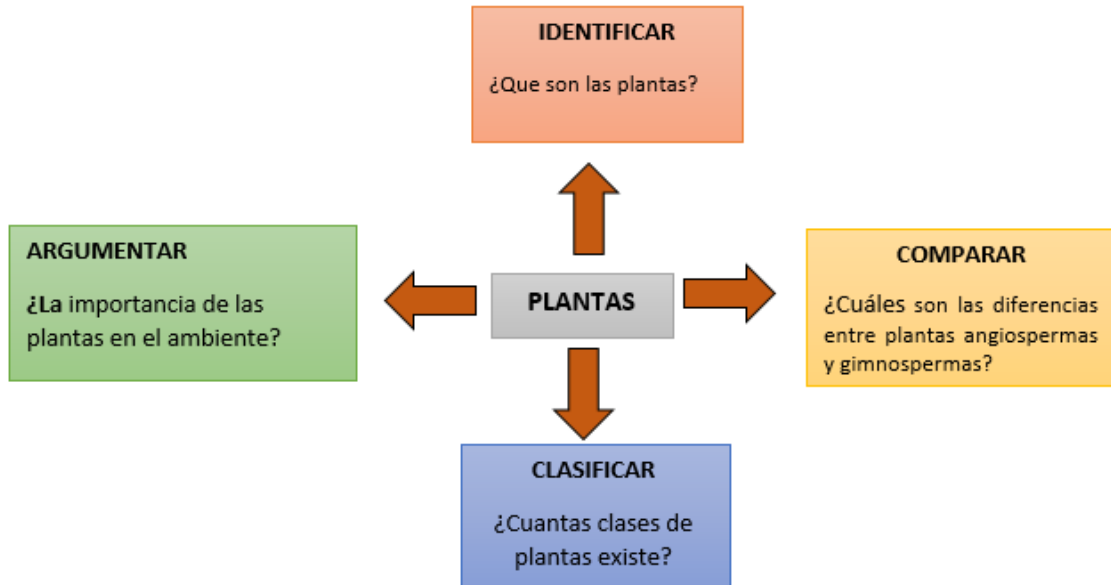 IDENTIFICAR
¿Que son las plantas?
ARGUMENTAR
¿La importancia de las
plantas en el ambiente?
PLANTAS
COMPARAR
¿Cuáles son las diferencias
entre plantas angiospermas
y gimnospermas?
CLASIFICAR
¿Cuantas clases de
plantas existe?